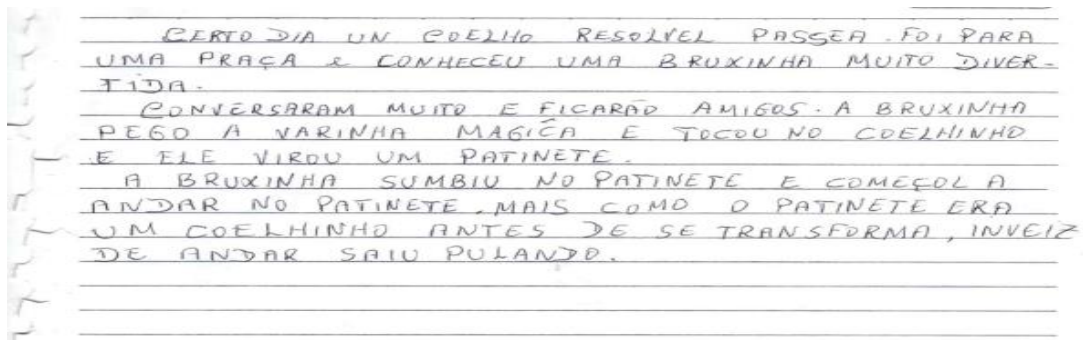 CERTO DIA UN COELHO RESOLVEL PASSEA. FOI PARA
UMA PRAÇA e CONHECEU UMA BRUXINHA MUITO DIVER-
TIDA.
CONVERSARAM MUITO E FICARÃO AMIGOS. A BRUXINHA
PEGO A VARINHA MAGICA E TOCOU NO COELHINHO
E ELE VIROU UM PATINETE.
A BRUXINHA SUMBIU NO PATINETE E COMEÇOL A
ANDAR NO PATINETE. MAIS COMO O PATINETE ERA
UM COELHINHO ANTES DE SE TRANSFORMA, INVEIZ
DE ANDAR SAIU PULANDO.